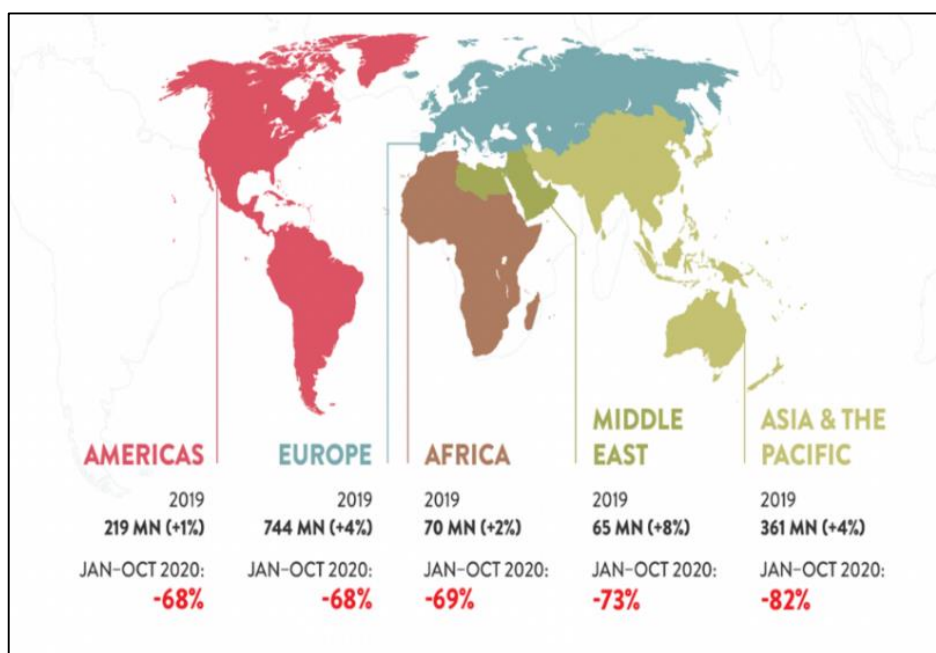 AMERICAS
2019
219 MN (+1%)
JAN–OCT 2020:
-68%
EUROPE
2019
744 MN (+4%)
JAN–OCT 2020:
-68%
AFRICA
2019
70 MN (+2%)
JAN–OCT 2020:
-69%
MIDDLE
EAST
2019
65 MN (+8%)
JAN–OCT 2020:
-73%
ASIA & THE
PACIFIC
2019
361 MN (+4%)
JAN–OCT 2020:
-82%